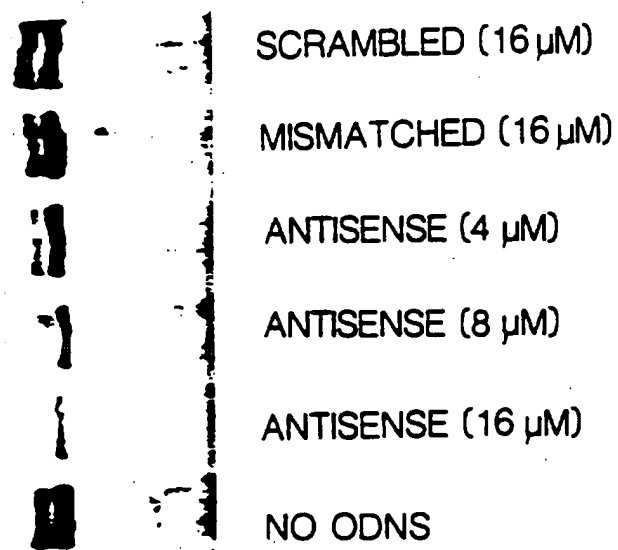 SCRAMBLED (16 µM)
MISMATCHED (16 µM)
ANTISENSE (4 µM)
ANTISENSE (8 µM)
ANTISENSE (16 µM)
NO ODNS